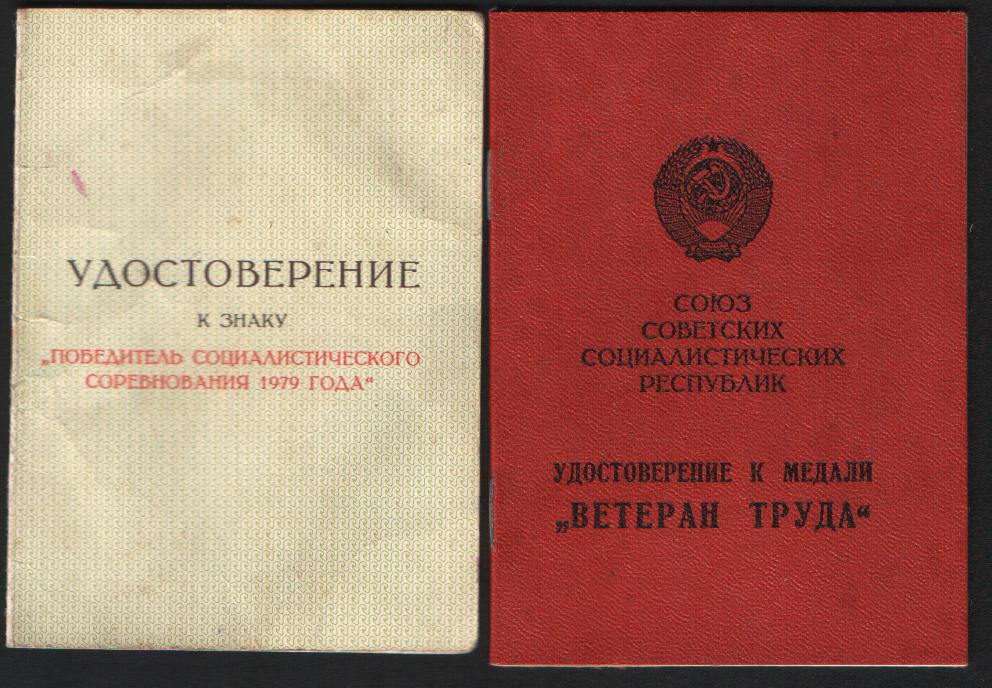 УДОСТОВЕРЕНИЕ
К ЗНАКУ
„ПОБЕДИТЕЛЬ СОЦИАЛИСТИЧЕСКОГО
СОРЕВНОВАНИЯ 1979 ГОДА“
СОЮЗ
СОВЕТСКИХ
СОЦИАЛИСТИЧЕСКИХ
РЕСПУБЛИК
УДОСТОВЕРЕНИЕ К МЕДАЛИ
„ВЕТЕРАН ТРУДА“